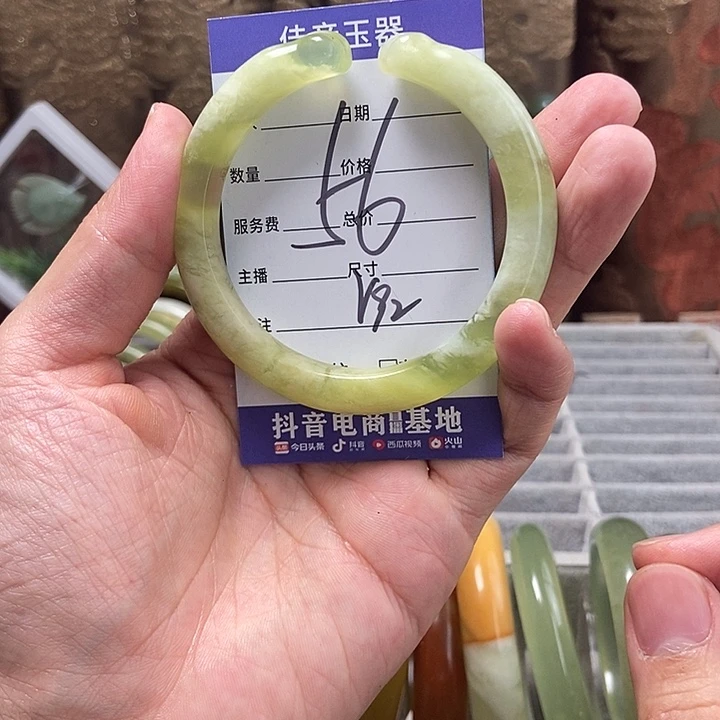 佳音玉器
日期
数量 价格
56
服务费 总价
主播 尺寸
192
注
抖音电商直播基地
今日头条 抖音 西瓜视频 火山